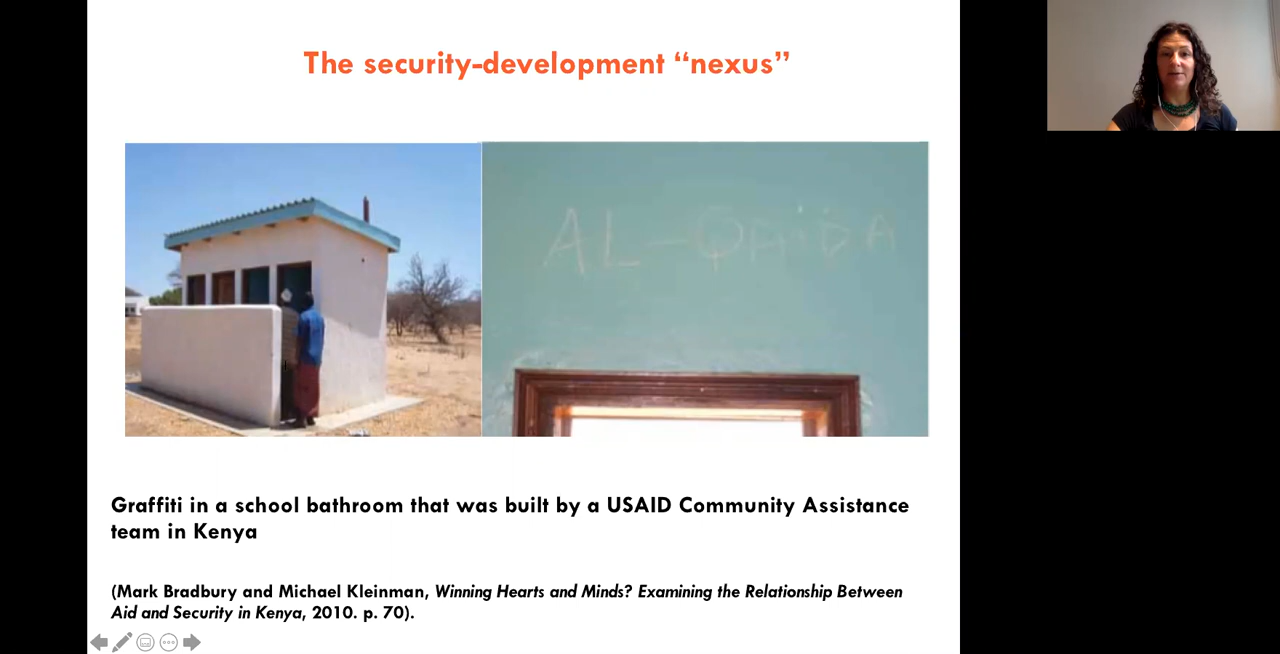 The security-development “nexus”
AL-QAIDA
Graffiti in a school bathroom that was built by a USAID Community Assistance
team in Kenya
(Mark Bradbury and Michael Kleinman, Winning Hearts and Minds? Examining the Relationship Between
Aid and Security in Kenya, 2010. p. 70).